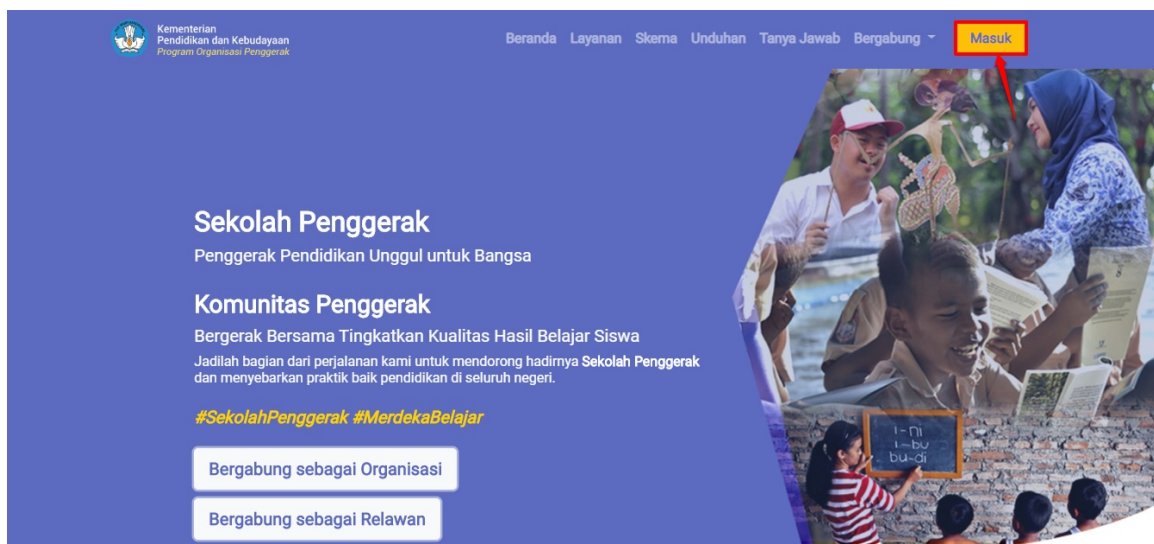 Kementerian
Pendidikan dan Kebudayaan
Program Organisasi Penggerak
Beranda Layanan Skema Unduhan Tanya Jawab Bergabung Masuk
Sekolah Penggerak
Penggerak Pendidikan Unggul untuk Bangsa
Komunitas Penggerak
Bergerak Bersama Tingkatkan Kualitas Hasil Belajar Siswa
Jadilah bagian dari perjalanan kami untuk mendorong hadirnya Sekolah Penggerak
dan menyebarkan praktik baik pendidikan di seluruh negeri.
#SekolahPenggerak #MerdekaBelajar
Bergabung sebagai Organisasi
Bergabung sebagai Relawan
i-ni
i-bu
bu-di